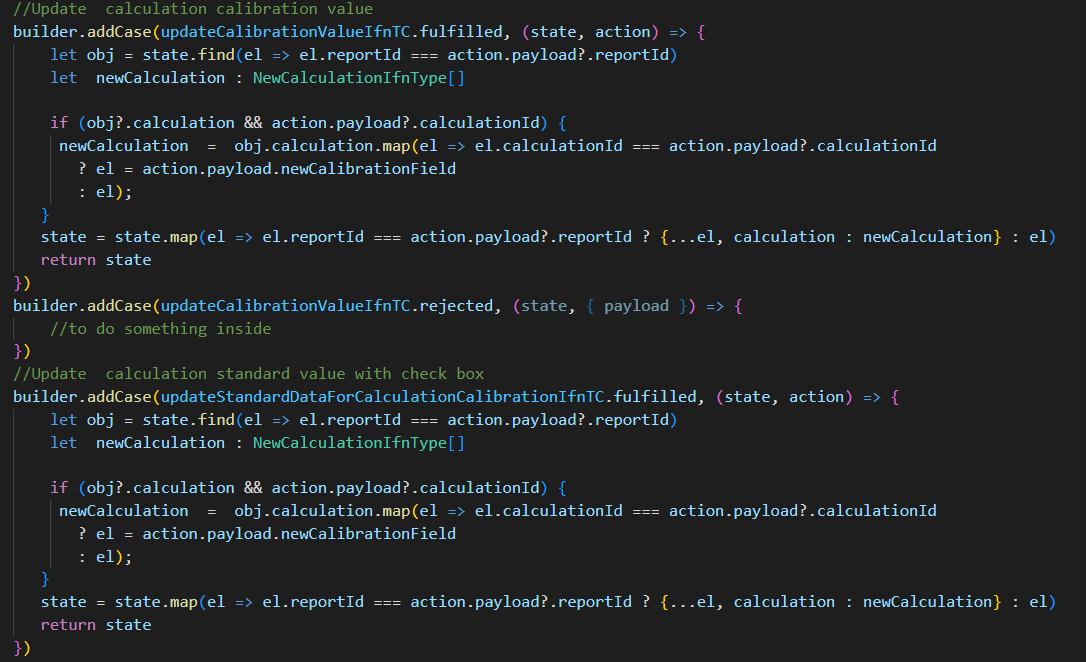 //Update  calculation calibration value
builder.addCase(updateCalibrationValueIfnTC.fulfilled, (state, action) => {
    let obj = state.find(el => el.reportId === action.payload?.reportId)
    let  newCalculation : NewCalculationIfnType[]

    if (obj?.calculation && action.payload?.calculationId) {
     newCalculation  =  obj.calculation.map(el => el.calculationId === action.payload?.calculationId
       ? el = action.payload.newCalibrationField
       : el);
   }
   state = state.map(el => el.reportId === action.payload?.reportId ? {...el, calculation : newCalculation} : el)
   return state
})
builder.addCase(updateCalibrationValueIfnTC.rejected, (state, { payload }) => {
    //to do something inside
})
//Update  calculation standard value with check box
builder.addCase(updateStandardDataForCalculationCalibrationIfnTC.fulfilled, (state, action) => {
    let obj = state.find(el => el.reportId === action.payload?.reportId)
    let  newCalculation : NewCalculationIfnType[]

    if (obj?.calculation && action.payload?.calculationId) {
     newCalculation  =  obj.calculation.map(el => el.calculationId === action.payload?.calculationId
       ? el = action.payload.newCalibrationField
       : el);
   }
   state = state.map(el => el.reportId === action.payload?.reportId ? {...el, calculation : newCalculation} : el)
   return state
})